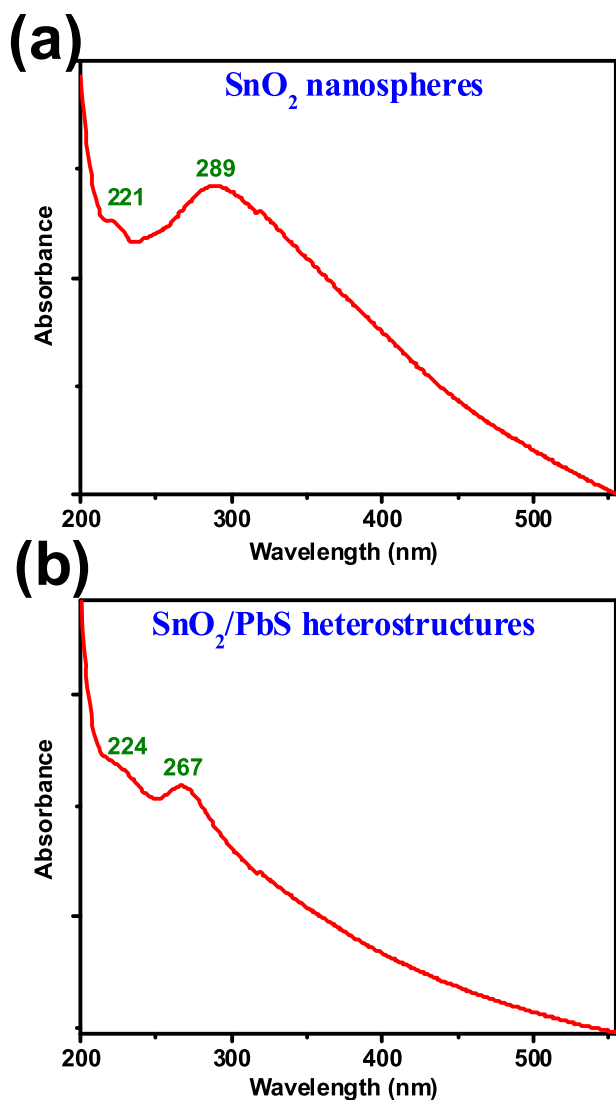 (a)
SnO₂ nanospheres
221
289
Absorbance
200
300
400
500
Wavelength (nm)
(b)
SnO₂/PbS heterostructures
224
267
Absorbance
200
300
400
500
Wavelength (nm)